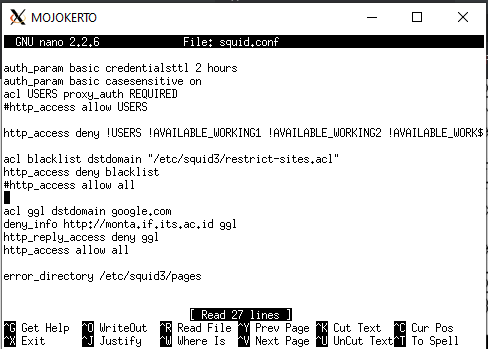 MOJOKERTO
GNU nano 2.2.6 File: squid.conf
auth_param basic credentialsttl 2 hours
auth_param basic casesensitive on
acl USERS proxy_auth REQUIRED
#http_access allow USERS
http_access deny !USERS !AVAILABLE_WORKING1 !AVAILABLE_WORKING2 !AVAILABLE_WORK$
acl blacklist dstdomain "/etc/squid3/restrict-sites.acl"
http_access deny blacklist
#http_access allow all
acl ggl dstdomain google.com
deny_info http://monta.if.its.ac.id ggl
http_reply_access deny ggl
http_access allow all
error_directory /etc/squid3/pages
[ Read 27 lines ]
^G Get Help ^O WriteOut ^R Read File ^Y Prev Page ^K Cut Text ^C Cur Pos
^X Exit ^J Justify ^W Where Is ^V Next Page ^U UnCut Text ^T To Spell